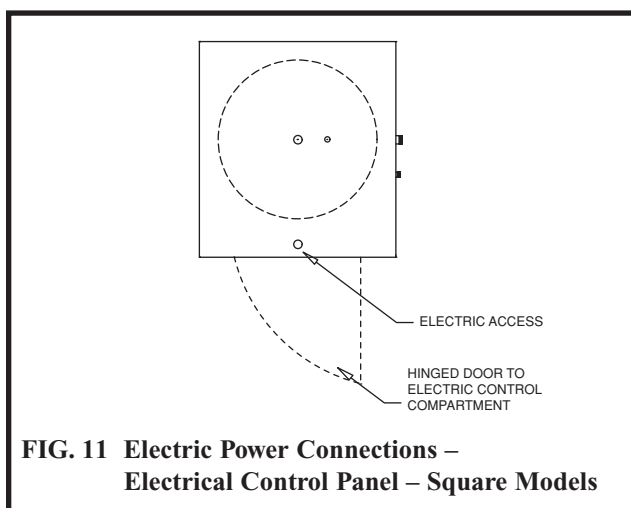 ELECTRIC ACCESS
HINGED DOOR TO
ELECTRIC CONTROL
COMPARTMENT
FIG. 11 Electric Power Connections –
Electrical Control Panel – Square Models